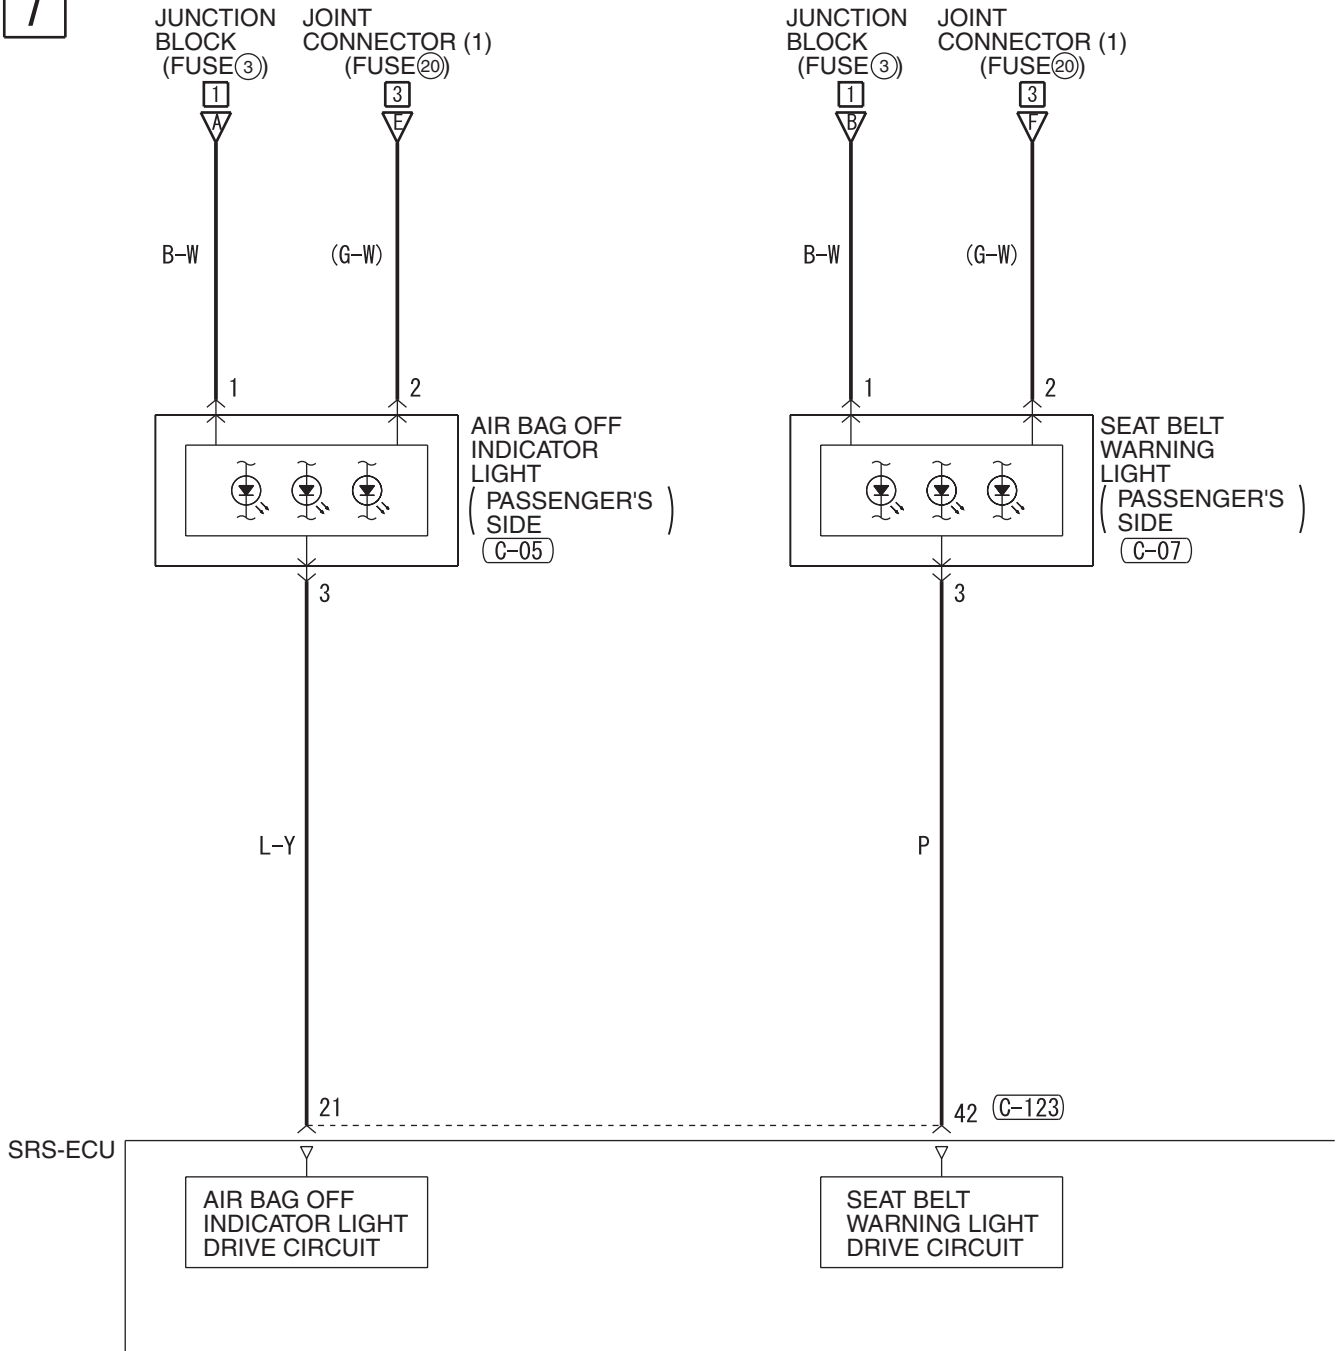 7
JUNCTION
BLOCK
(FUSE③)
JOINT
CONNECTOR (1)
(FUSE⑳)
JUNCTION
BLOCK
(FUSE③)
JOINT
CONNECTOR (1)
(FUSE⑳)
1
3
1
3
A
E
B
F
B-W
(G-W)
B-W
(G-W)
1
2
1
2
AIR BAG OFF
INDICATOR
LIGHT
(PASSENGER'S
SIDE)
C-05
SEAT BELT
WARNING
LIGHT
(PASSENGER'S
SIDE)
C-07
3
3
L-Y
P
21
42
C-123
SRS-ECU
AIR BAG OFF
INDICATOR LIGHT
DRIVE CIRCUIT
SEAT BELT
WARNING LIGHT
DRIVE CIRCUIT